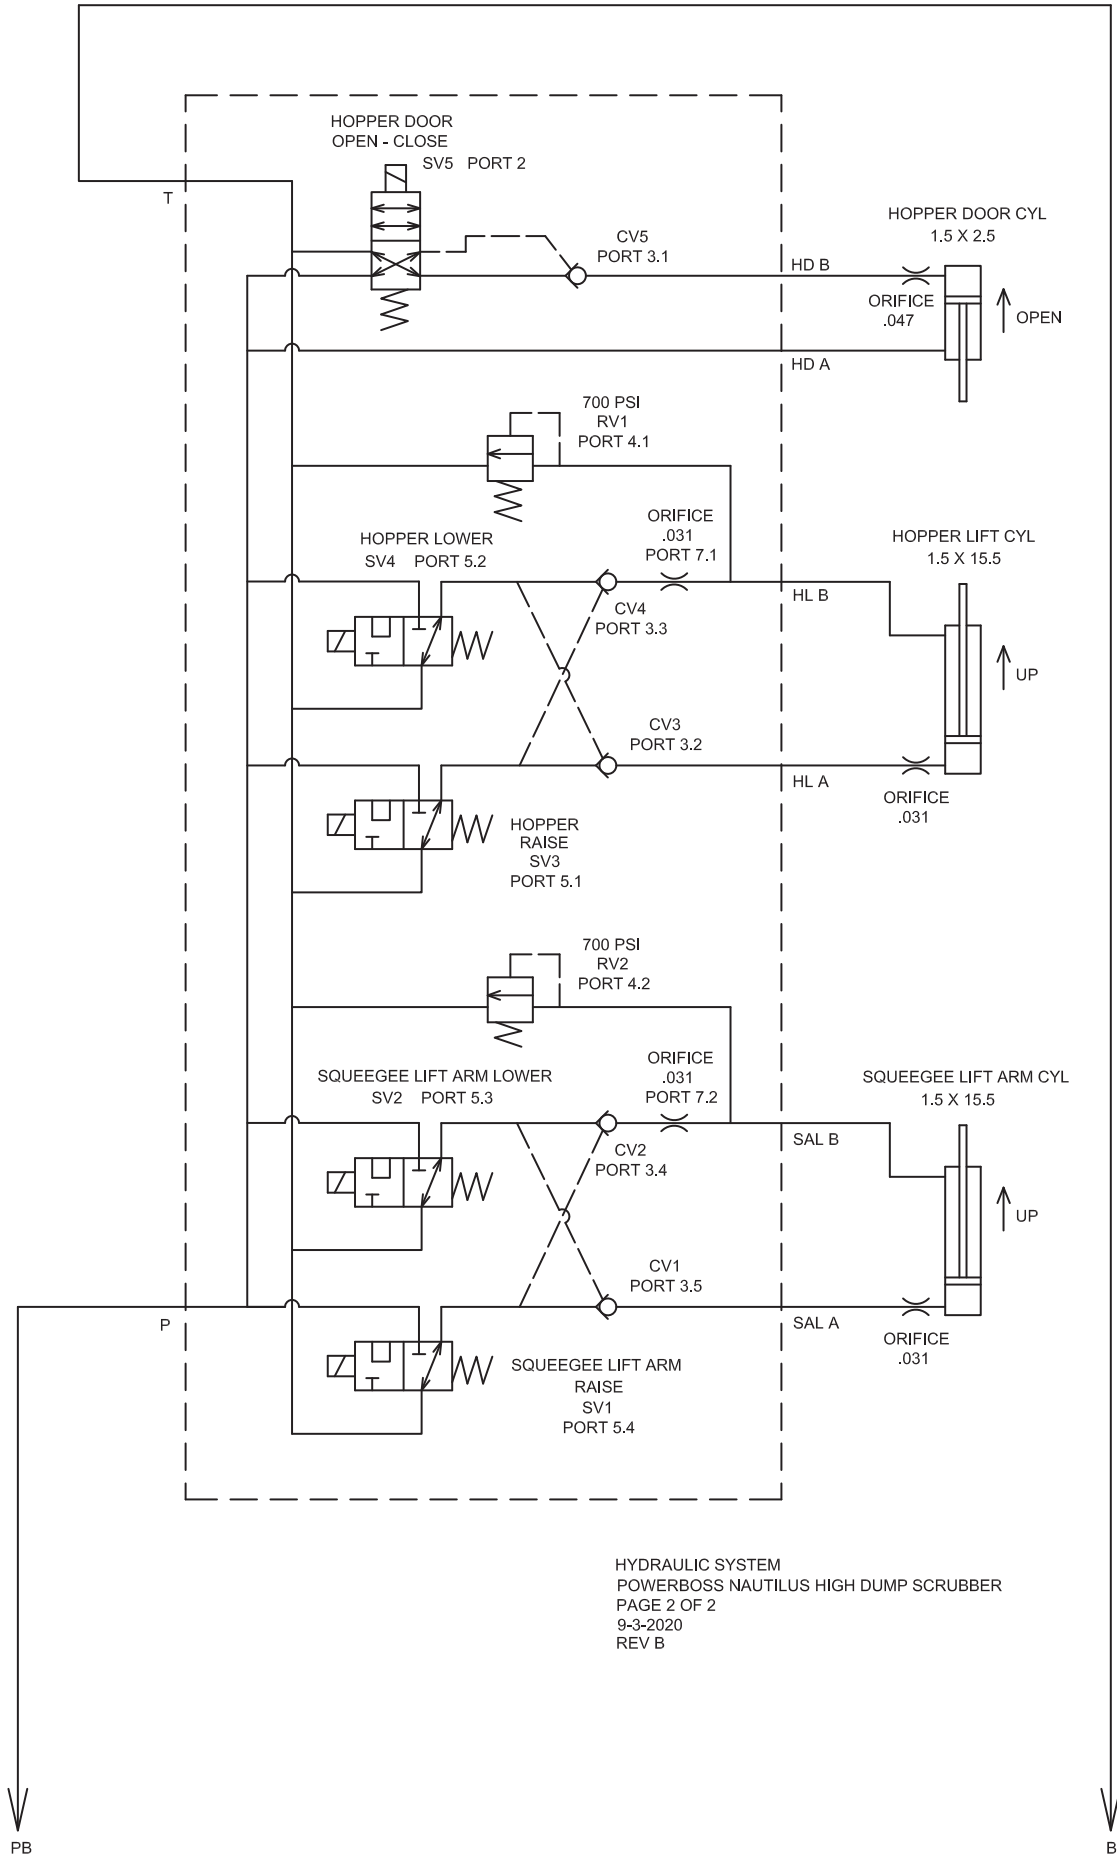 HOPPER DOOR
OPEN - CLOSE
SV5 PORT 2
T
CV5
PORT 3.1
HOPPER DOOR CYL
1.5 X 2.5
HD B
ORIFICE
.047
OPEN
HD A
700 PSI
RV1
PORT 4.1
HOPPER LOWER
SV4 PORT 5.2
ORIFICE
.031
PORT 7.1
HOPPER LIFT CYL
1.5 X 15.5
HL B
CV4
PORT 3.3
UP
CV3
PORT 3.2
HL A
ORIFICE
.031
HOPPER
RAISE
SV3
PORT 5.1
700 PSI
RV2
PORT 4.2
SQUEEGEE LIFT ARM LOWER
SV2 PORT 5.3
ORIFICE
.031
PORT 7.2
SQUEEGEE LIFT ARM CYL
1.5 X 15.5
SAL B
CV2
PORT 3.4
UP
CV1
PORT 3.5
P
SAL A
ORIFICE
.031
SQUEEGEE LIFT ARM
RAISE
SV1
PORT 5.4
HYDRAULIC SYSTEM
POWERBOSS NAUTILUS HIGH DUMP SCRUBBER
PAGE 2 OF 2
9-3-2020
REV B
PB
B